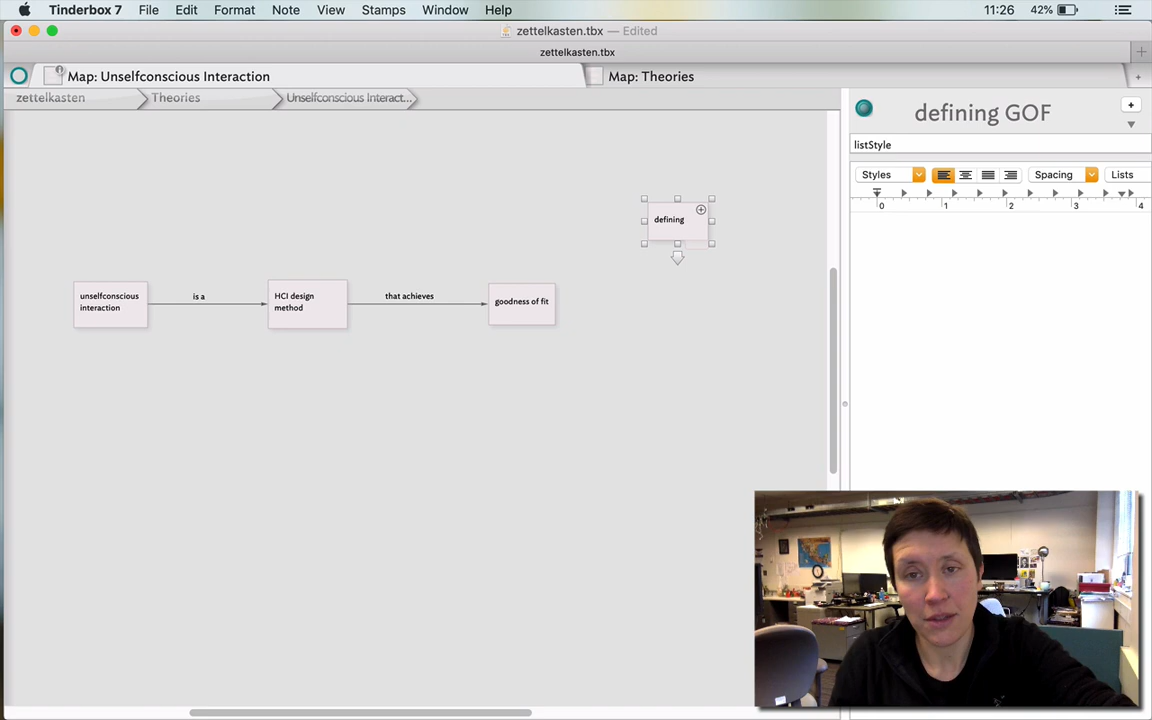 Tinderbox 7 File Edit Format Note View Stamps Window Help 11:26 42%
zettelkasten.tbx — Edited
zettelkasten.tbx
Map: Unselfconscious Interaction Map: Theories
zettelkasten Theories Unselfconscious Interact...
defining GOF
listStyle
Styles Spacing Lists
0 1 2 3 4
defining
unselfconscious
interaction
is a
HCI design
method
that achieves
goodness of fit